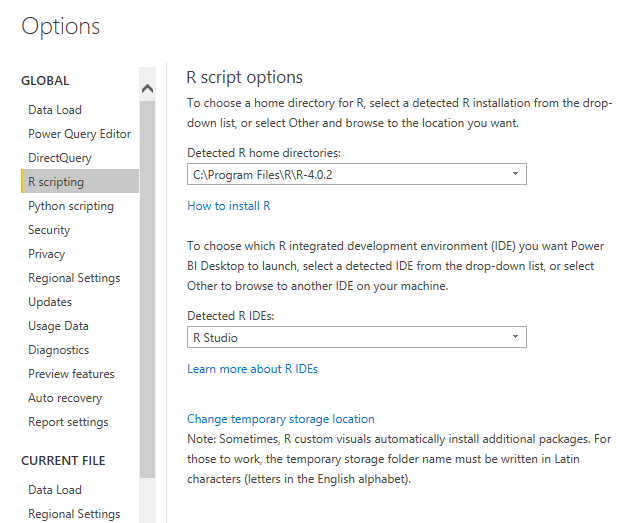 Options
GLOBAL
Data Load
Power Query Editor
DirectQuery
R scripting
Python scripting
Security
Privacy
Regional Settings
Updates
Usage Data
Diagnostics
Preview features
Auto recovery
Report settings
CURRENT FILE
Data Load
Regional Settings
R script options
To choose a home directory for R, select a detected R installation from the drop-
down list, or select Other and browse to the location you want.
Detected R home directories:
C:\Program Files\R\R-4.0.2
How to install R
To choose which R integrated development environment (IDE) you want Power
BI Desktop to launch, select a detected IDE from the drop-down list, or select
Other to browse to another IDE on your machine.
Detected R IDEs:
R Studio
Learn more about R IDEs
Change temporary storage location
Note: Sometimes, R custom visuals automatically install additional packages. For
those to work, the temporary storage folder name must be written in Latin
characters (letters in the English alphabet).